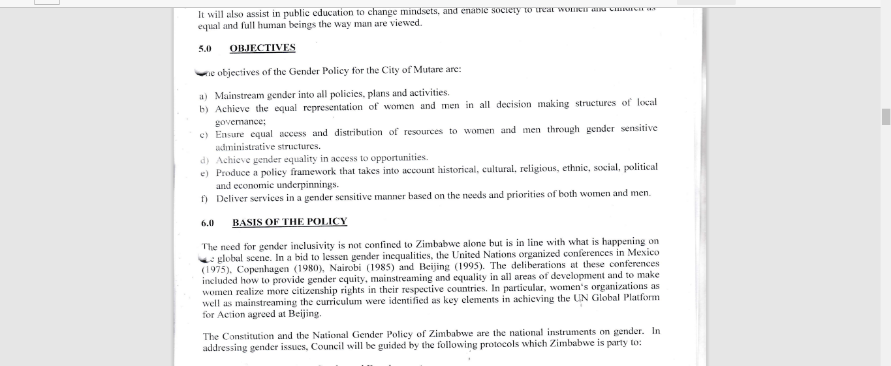 It will also assist in public education to change mindsets, and enable society to treat women and children as
equal and full human beings the way man are viewed.
5.0 OBJECTIVES
objectives of the Gender Policy for the City of Mutare are:
a) Mainstream gender into all policies, plans and activities.
b) Achieve the equal representation of women and men in all decision making structures of local
governance;
c) Ensure equal access and distribution of resources to women and men through gender sensitive
administrative structures.
d) Achieve gender equality in access to opportunities.
e) Produce a policy framework that takes into account historical, cultural, religious, ethnic, social, political
and economic underpinnings.
f) Deliver services in a gender sensitive manner based on the needs and priorities of both women and men.
6.0 BASIS OF THE POLICY
The need for gender inclusivity is not confined to Zimbabwe alone but is in line with what is happening on
global scene. In a bid to lessen gender inequalities, the United Nations organized conferences in Mexico
(1975), Copenhagen (1980), Nairobi (1985) and Beijing (1995). The deliberations at these conferences
included how to provide gender equity, mainstreaming and equality in all areas of development and to make
women realize more citizenship rights in their respective countries. In particular, women's organizations as
well as mainstreaming the curriculum were identified as key elements in achieving the UN Global Platform
for Action agreed at Beijing.
The Constitution and the National Gender Policy of Zimbabwe are the national instruments on gender. In
addressing gender issues, Council will be guided by the following protocols which Zimbabwe is party to: